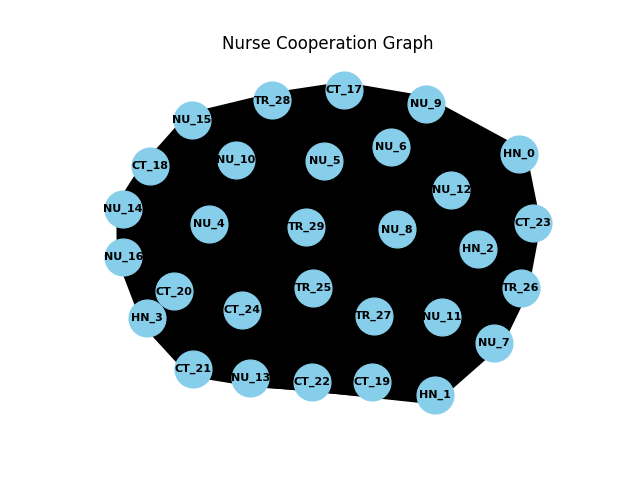 Nurse Cooperation Graph
CT_17
TR_28
NU_9
NU_15
NU_6
HN_0
NU_10
NU_5
CT_18
NU_12
NU_14
CT_23
NU_4
TR_29
NU_8
HN_2
NU_16
TR_25
TR_26
CT_20
CT_24
TR_27
NU_11
HN_3
NU_7
CT_21
NU_13
CT_22
CT_19
HN_1